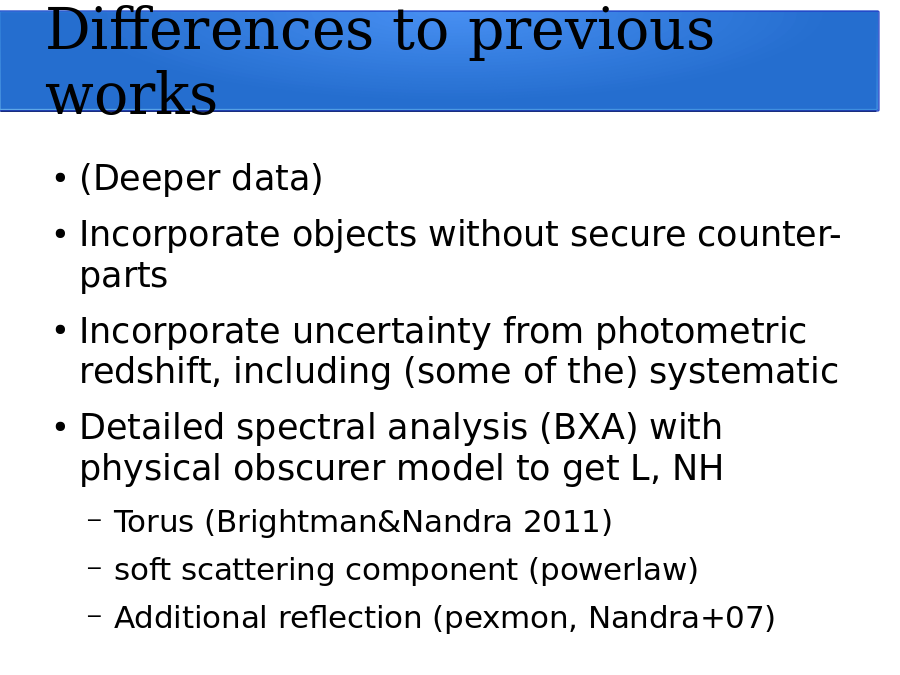 Differences to previous
works
• (Deeper data)
• Incorporate objects without secure counter-
parts
• Incorporate uncertainty from photometric
redshift, including (some of the) systematic
• Detailed spectral analysis (BXA) with
physical obscurer model to get L, NH
– Torus (Brightman&Nandra 2011)
– soft scattering component (powerlaw)
– Additional reflection (pexmon, Nandra+07)